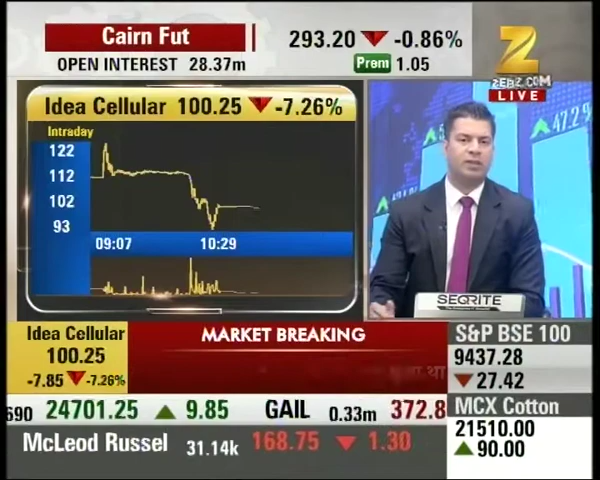 Cairn Fut
OPEN INTEREST 28.37m
293.20 -0.86%
Prem 1.05
Z
ZEEBIZ.COM
LIVE
Idea Cellular 100.25 -7.26%
Intraday
122
112
102
93
09:07 10:29
47.2%
SEQRITE
Idea Cellular
100.25
-7.85 -7.26%
MARKET BREAKING
S&P BSE 100
9437.28
27.42
MCX Cotton
21510.00
90.00
690 24701.25 9.85 GAIL 0.33m 372.8
McLeod Russel 31.14k 168.75 1.30